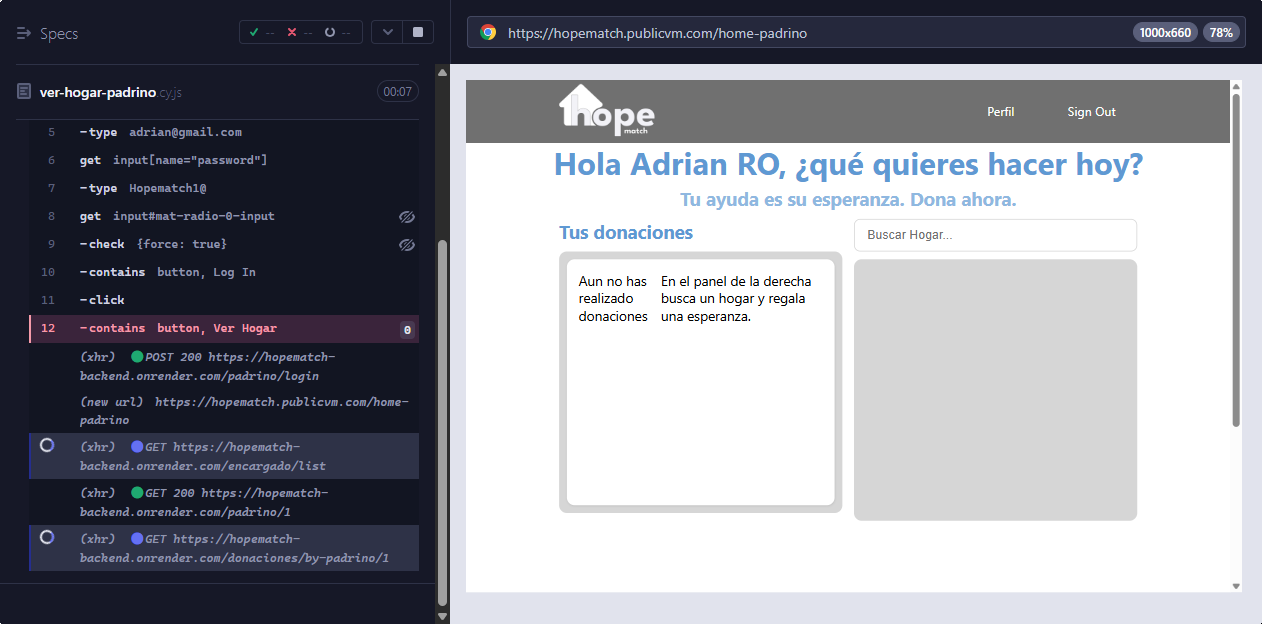 Specs
-- -- --
ver-hogar-padrino.cy.js
00:07
5 -type adrian@gmail.com
6 get input[name="password"]
7 -type Hopematch1@
8 get input#mat-radio-0-input
9 -check {force: true}
10 -contains button, Log In
11 -click
12 -contains button, Ver Hogar 0
(xhr) POST 200 https://hopematch-
backend.onrender.com/padrino/login
(new url) https://hopematch.publicvm.com/home-
padrino
(xhr) GET https://hopematch-
backend.onrender.com/encargado/list
(xhr) GET 200 https://hopematch-
backend.onrender.com/padrino/1
(xhr) GET https://hopematch-
backend.onrender.com/donaciones/by-padrino/1
https://hopematch.publicvm.com/home-padrino
1000x660 78%
hope
match
Perfil Sign Out
Hola Adrian RO, ¿qué quieres hacer hoy?
Tu ayuda es su esperanza. Dona ahora.
Tus donaciones
Buscar Hogar...
Aun no has
realizado
donaciones
En el panel de la derecha
busca un hogar y regala
una esperanza.